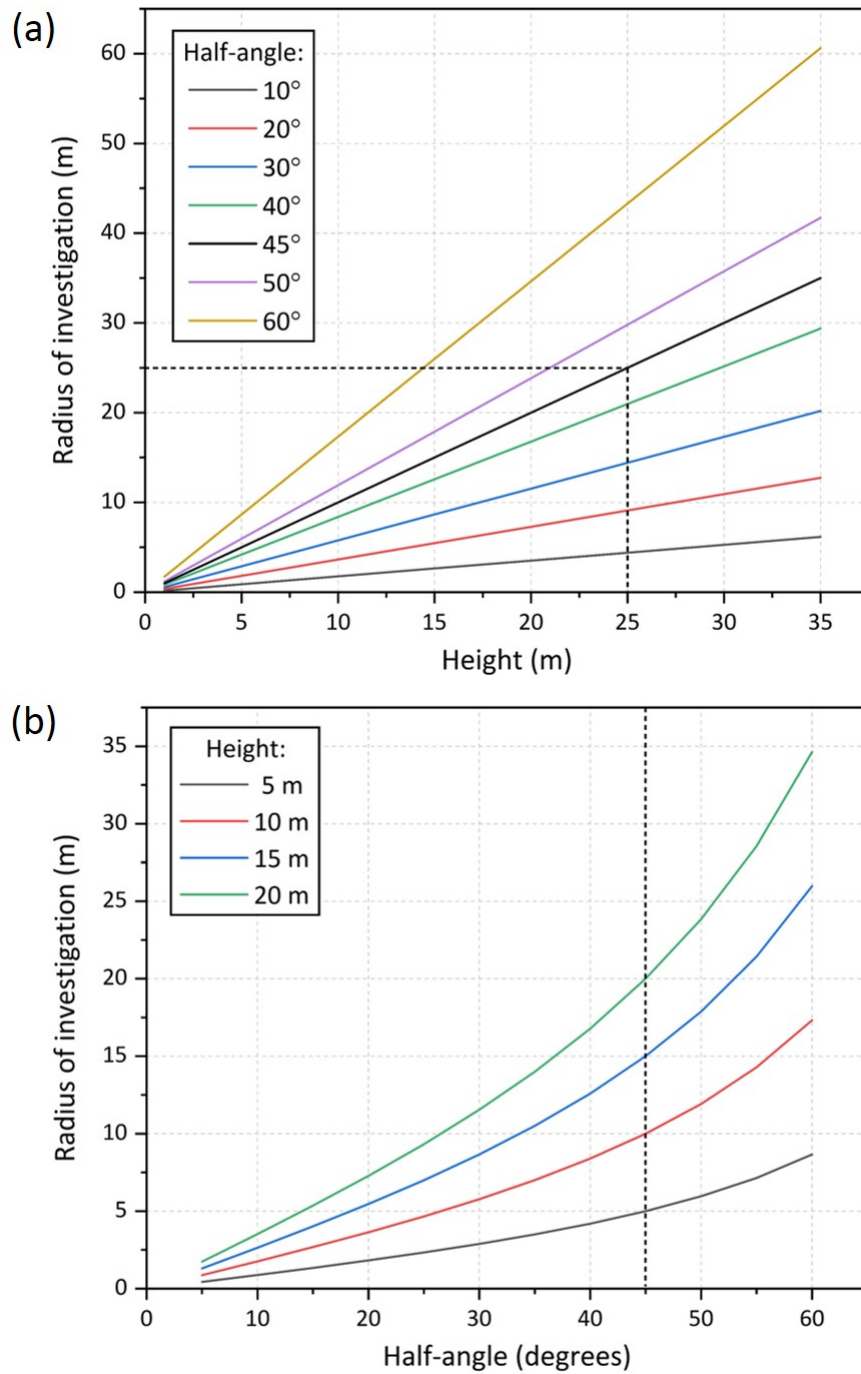 (a)
Radius of investigation (m)
60
50
40
30
20
10
0
Half-angle:
10°
20°
30°
40°
45°
50°
60°
0 5 10 15 20 25 30 35
Height (m)
(b)
Radius of investigation (m)
35
30
25
20
15
10
5
0
Height:
5 m
10 m
15 m
20 m
0 10 20 30 40 50 60
Half-angle (degrees)